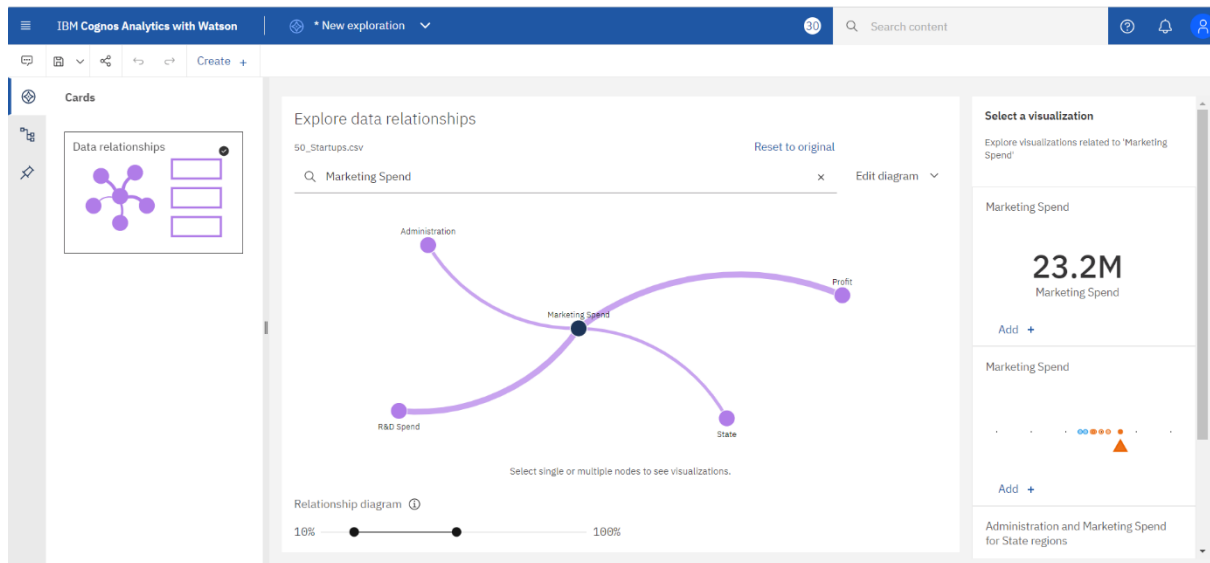 IBM Cognos Analytics with Watson
* New exploration
30
Search content
Create +
Cards
Data relationships
Explore data relationships
50_Startups.csv
Reset to original
Marketing Spend
×
Edit diagram
Administration
Profit
Marketing Spend
R&D Spend
State
Select single or multiple nodes to see visualizations.
Relationship diagram
10%
100%
Select a visualization
Explore visualizations related to 'Marketing
Spend'
Marketing Spend
23.2M
Marketing Spend
Add +
Marketing Spend
Add +
Administration and Marketing Spend
for State regions